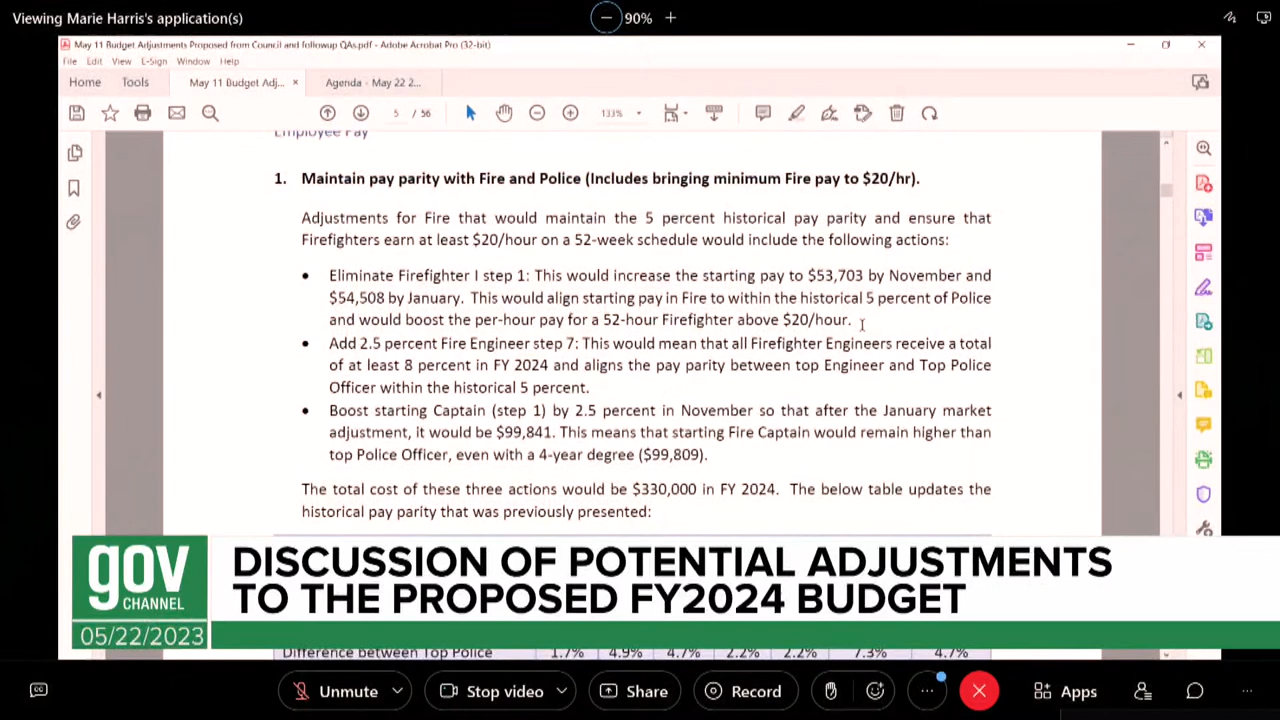 Viewing Marie Harris's application(s)
90%
May 11 Budget Adjustments Proposed from Council and followup QAs.pdf - Adobe Acrobat Pro (32-bit)
File Edit View E-Sign Window Help
Home Tools May 11 Budget Adj... × Agenda - May 22 2...
5 / 56 133%
Employee Pay
1. Maintain pay parity with Fire and Police (Includes bringing minimum Fire pay to $20/hr).
Adjustments for Fire that would maintain the 5 percent historical pay parity and ensure that
Firefighters earn at least $20/hour on a 52-week schedule would include the following actions:
• Eliminate Firefighter I step 1: This would increase the starting pay to $53,703 by November and
$54,508 by January. This would align starting pay in Fire to within the historical 5 percent of Police
and would boost the per-hour pay for a 52-hour Firefighter above $20/hour.
• Add 2.5 percent Fire Engineer step 7: This would mean that all Firefighter Engineers receive a total
of at least 8 percent in FY 2024 and aligns the pay parity between top Engineer and Top Police
Officer within the historical 5 percent.
• Boost starting Captain (step 1) by 2.5 percent in November so that after the January market
adjustment, it would be $99,841. This means that starting Fire Captain would remain higher than
top Police Officer, even with a 4-year degree ($99,809).
The total cost of these three actions would be $330,000 in FY 2024. The below table updates the
historical pay parity that was previously presented:
gov
CHANNEL
05/22/2023
DISCUSSION OF POTENTIAL ADJUSTMENTS
TO THE PROPOSED FY2024 BUDGET
Difference between Top Police 1.7% 4.9% 4.7% 2.2% 2.2% 7.3% 4.7%
Unmute Stop video Share Record Apps